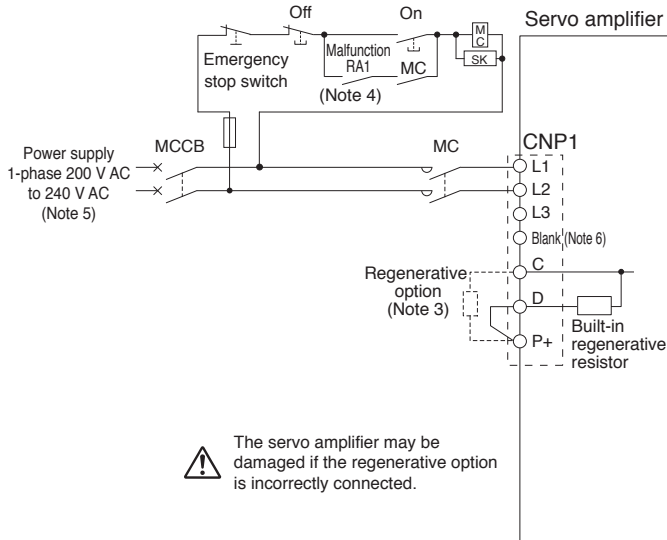 Off
On
Servo amplifier
Emergency
stop switch
Malfunction
RA1
(Note 4)
MC
M
C
SK
Power supply
1-phase 200 V AC
to 240 V AC
(Note 5)
MCCB
MC
CNP1
L1
L2
L3
Blank (Note 6)
C
Regenerative
option
(Note 3)
D
P+
Built-in
regenerative
resistor
The servo amplifier may be
damaged if the regenerative option
is incorrectly connected.